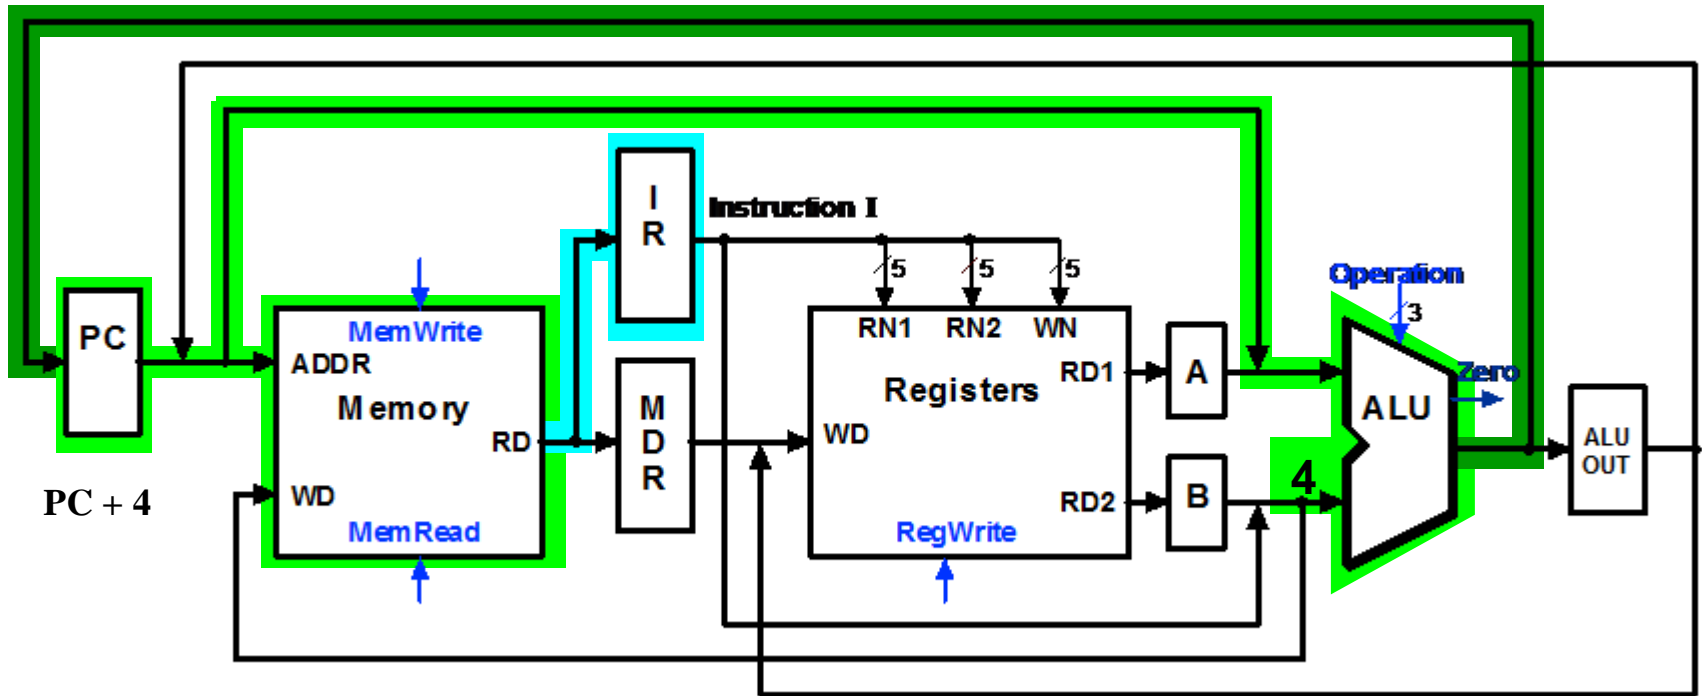 I
R
Instruction I
5
5
5
Operation
3
PC
MemWrite
ADDR
Memory
RD
WD
MemRead
PC + 4
M
D
R
RN1
RN2
WN
RD1
Registers
WD
RD2
RegWrite
A
B
4
ALU
Zero
ALU
OUT